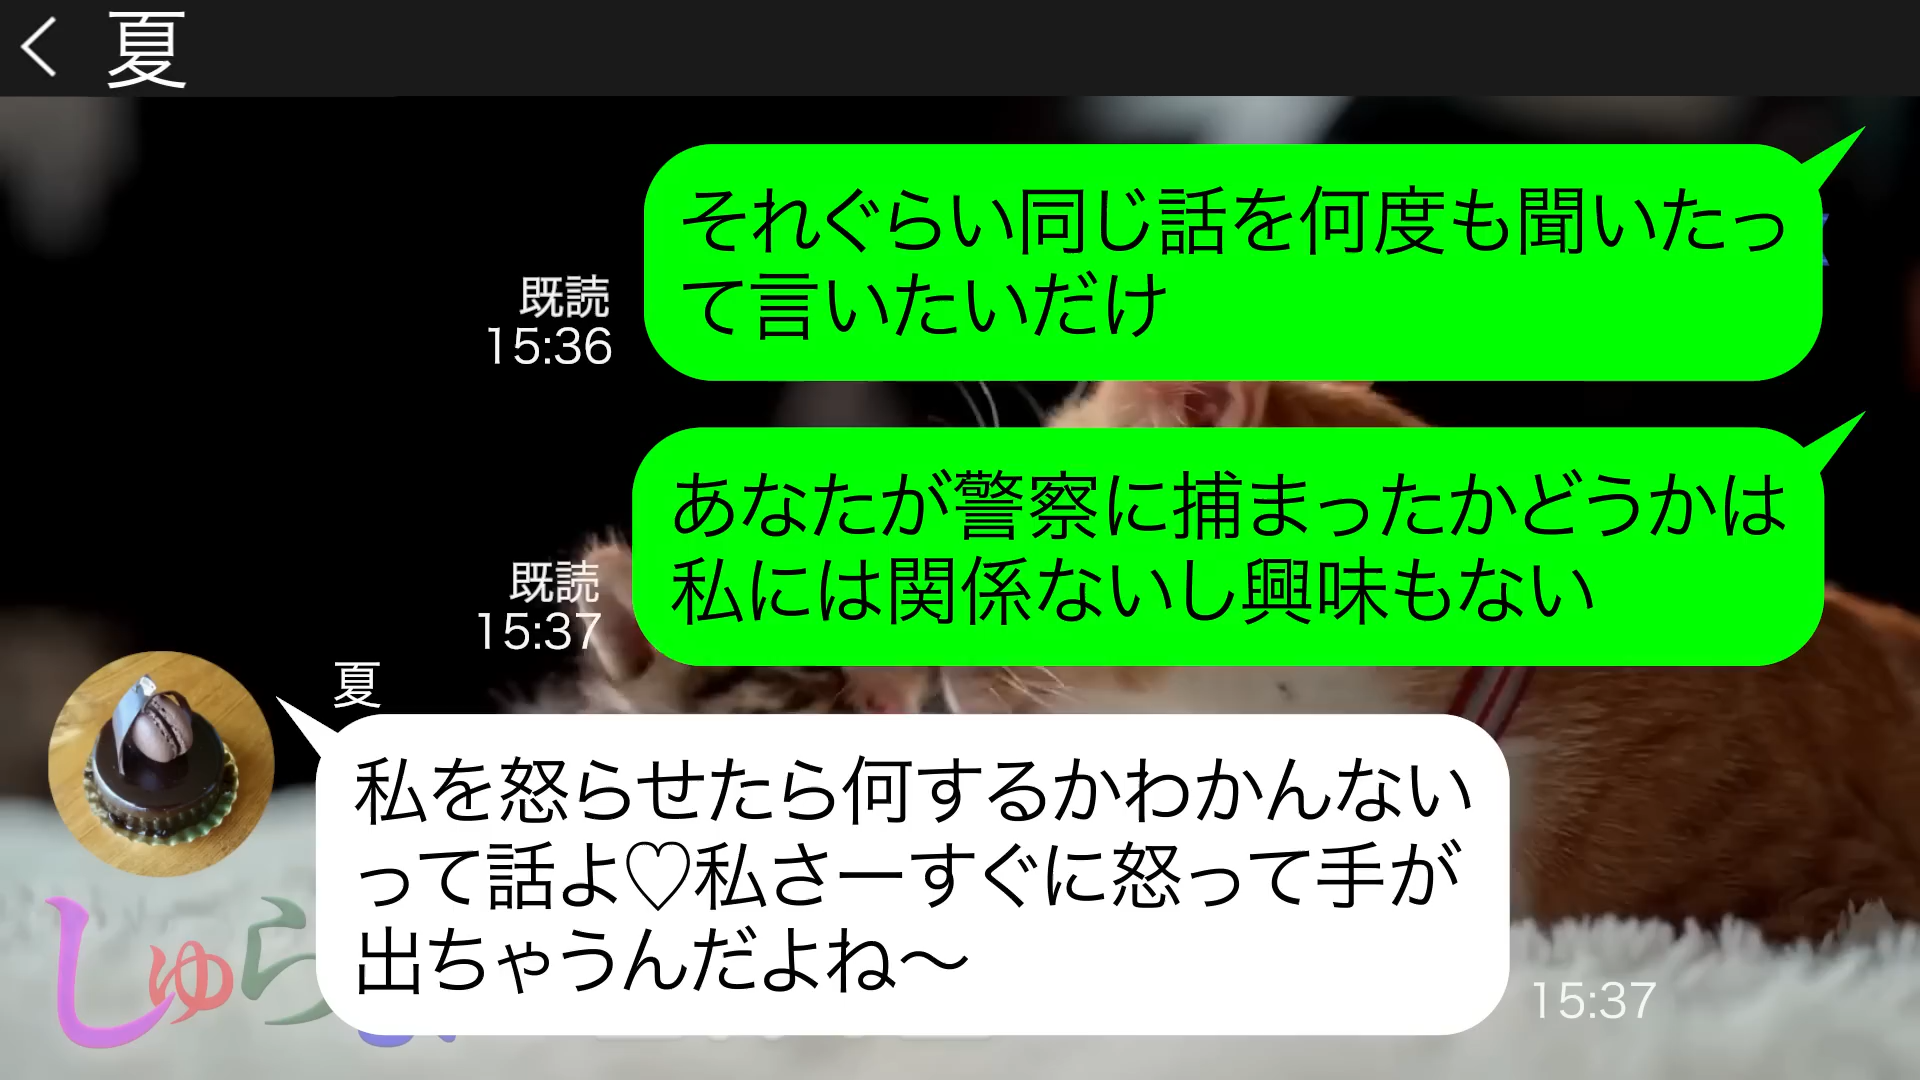 夏
それぐらい同じ話を何度も聞いたっ
て言いたいだけ
既読
15:36
あなたが警察に捕まったかどうかは
私には関係ないし興味もない
既読
15:37
夏
私を怒らせたら何するかわかんない
って話よ♡私さーすぐに怒って手が
出ちゃうんだよね〜
15:37
しゅら